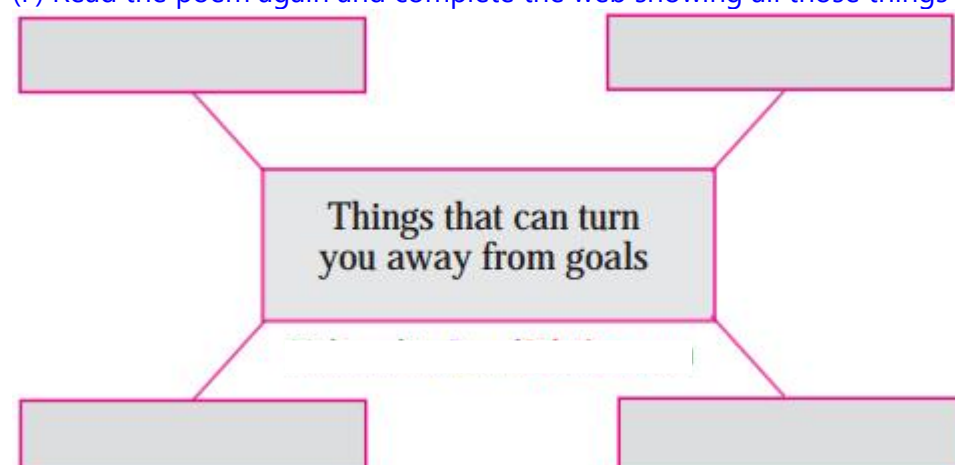 Read the poem again and complete the web showing all those things
Things that can turn
you away from goals